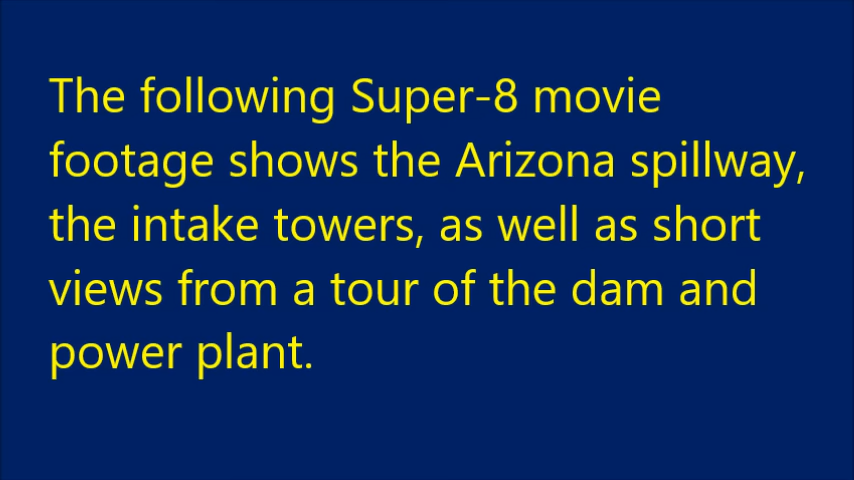 The following Super-8 movie
footage shows the Arizona spillway,
the intake towers, as well as short
views from a tour of the dam and
power plant.